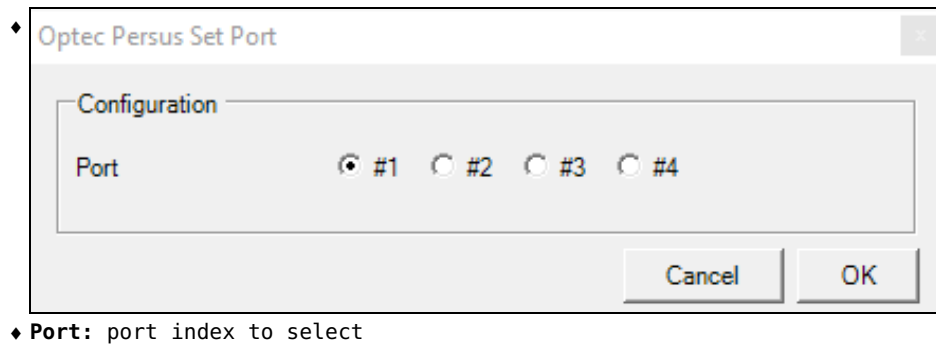 Optec Persus Set Port
x
Configuration
Port #1 #2 #3 #4
Cancel OK
♦ Port: port index to select